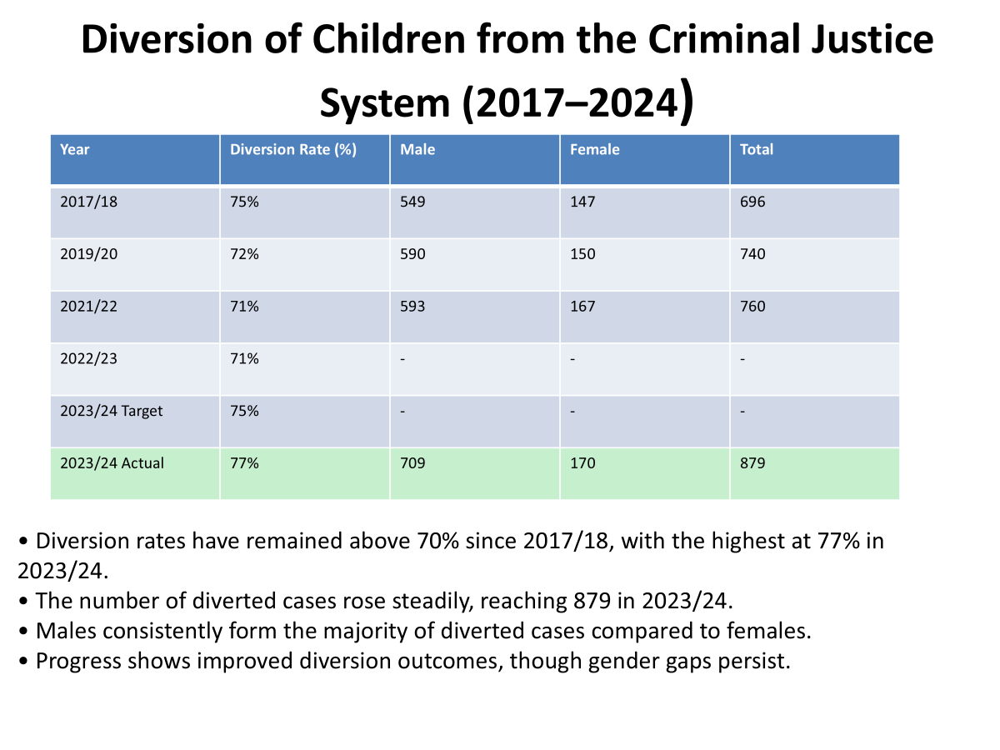 Diversion of Children from the Criminal Justice
System (2017–2024)
Year Diversion Rate (%) Male Female Total
2017/18 75% 549 147 696
2019/20 72% 590 150 740
2021/22 71% 593 167 760
2022/23 71% - - -
2023/24 Target 75% - - -
2023/24 Actual 77% 709 170 879
• Diversion rates have remained above 70% since 2017/18, with the highest at 77% in
2023/24.
• The number of diverted cases rose steadily, reaching 879 in 2023/24.
• Males consistently form the majority of diverted cases compared to females.
• Progress shows improved diversion outcomes, though gender gaps persist.